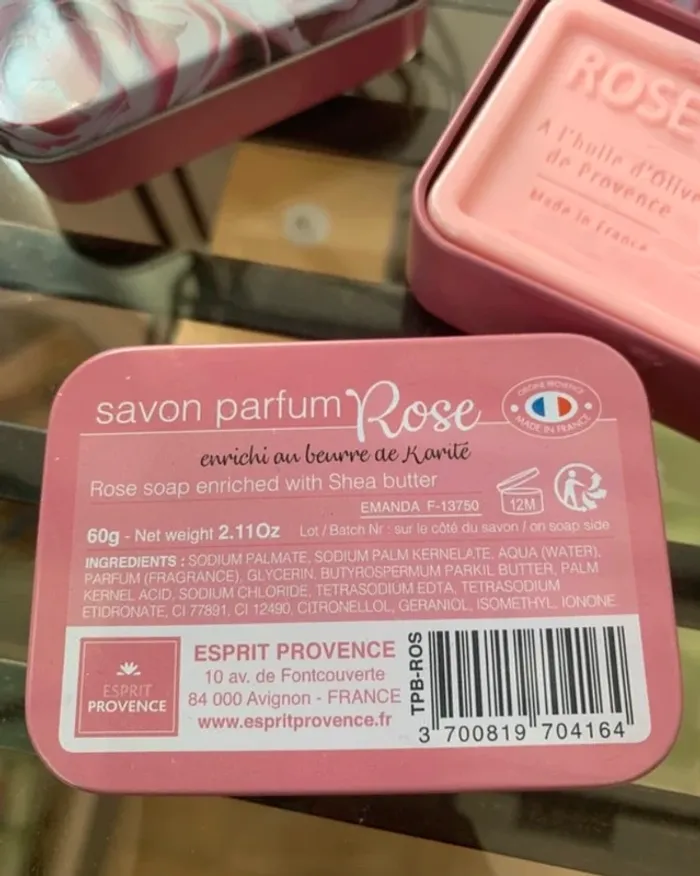 ROSE
A l'huile d'Olive
de Provence
Made in France
savon parfum Rose
ORIGINE PROVENCE
MADE IN FRANCE
enrichi au beurre de Karité
Rose soap enriched with Shea butter
EMANDA F-13750
12M
60g - Net weight 2.11Oz
Lot / Batch Nr : sur le côté du savon / on soap side
INGREDIENTS : SODIUM PALMATE, SODIUM PALM KERNELATE, AQUA (WATER),
PARFUM (FRAGRANCE), GLYCERIN, BUTYROSPERMUM PARKIL BUTTER, PALM
KERNEL ACID, SODIUM CHLORIDE, TETRASODIUM EDTA, TETRASODIUM
ETIDRONATE, CI 77891, CI 12490, CITRONELLOL, GERANIOL, ISOMETHYL, IONONE
ESPRIT
PROVENCE
ESPRIT PROVENCE
10 av. de Fontcouverte
84 000 Avignon - FRANCE
www.espritprovence.fr
TPB-ROS
3 700819 704164